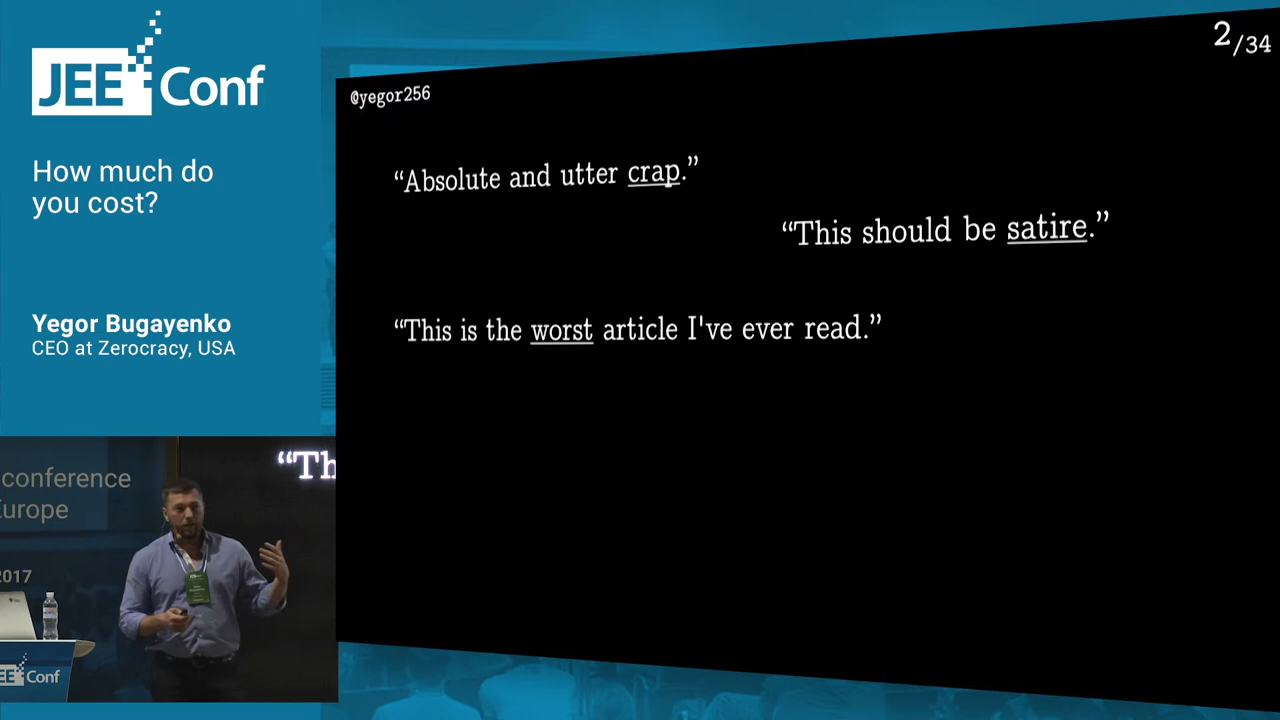 JEE Conf
How much do
you cost?
Yegor Bugayenko
CEO at Zerocracy, USA
2/34
@yegor256
“Absolute and utter crap.”
“This should be satire.”
“This is the worst article I've ever read.”
“Th
conference
Europe
2017
JEE Conf